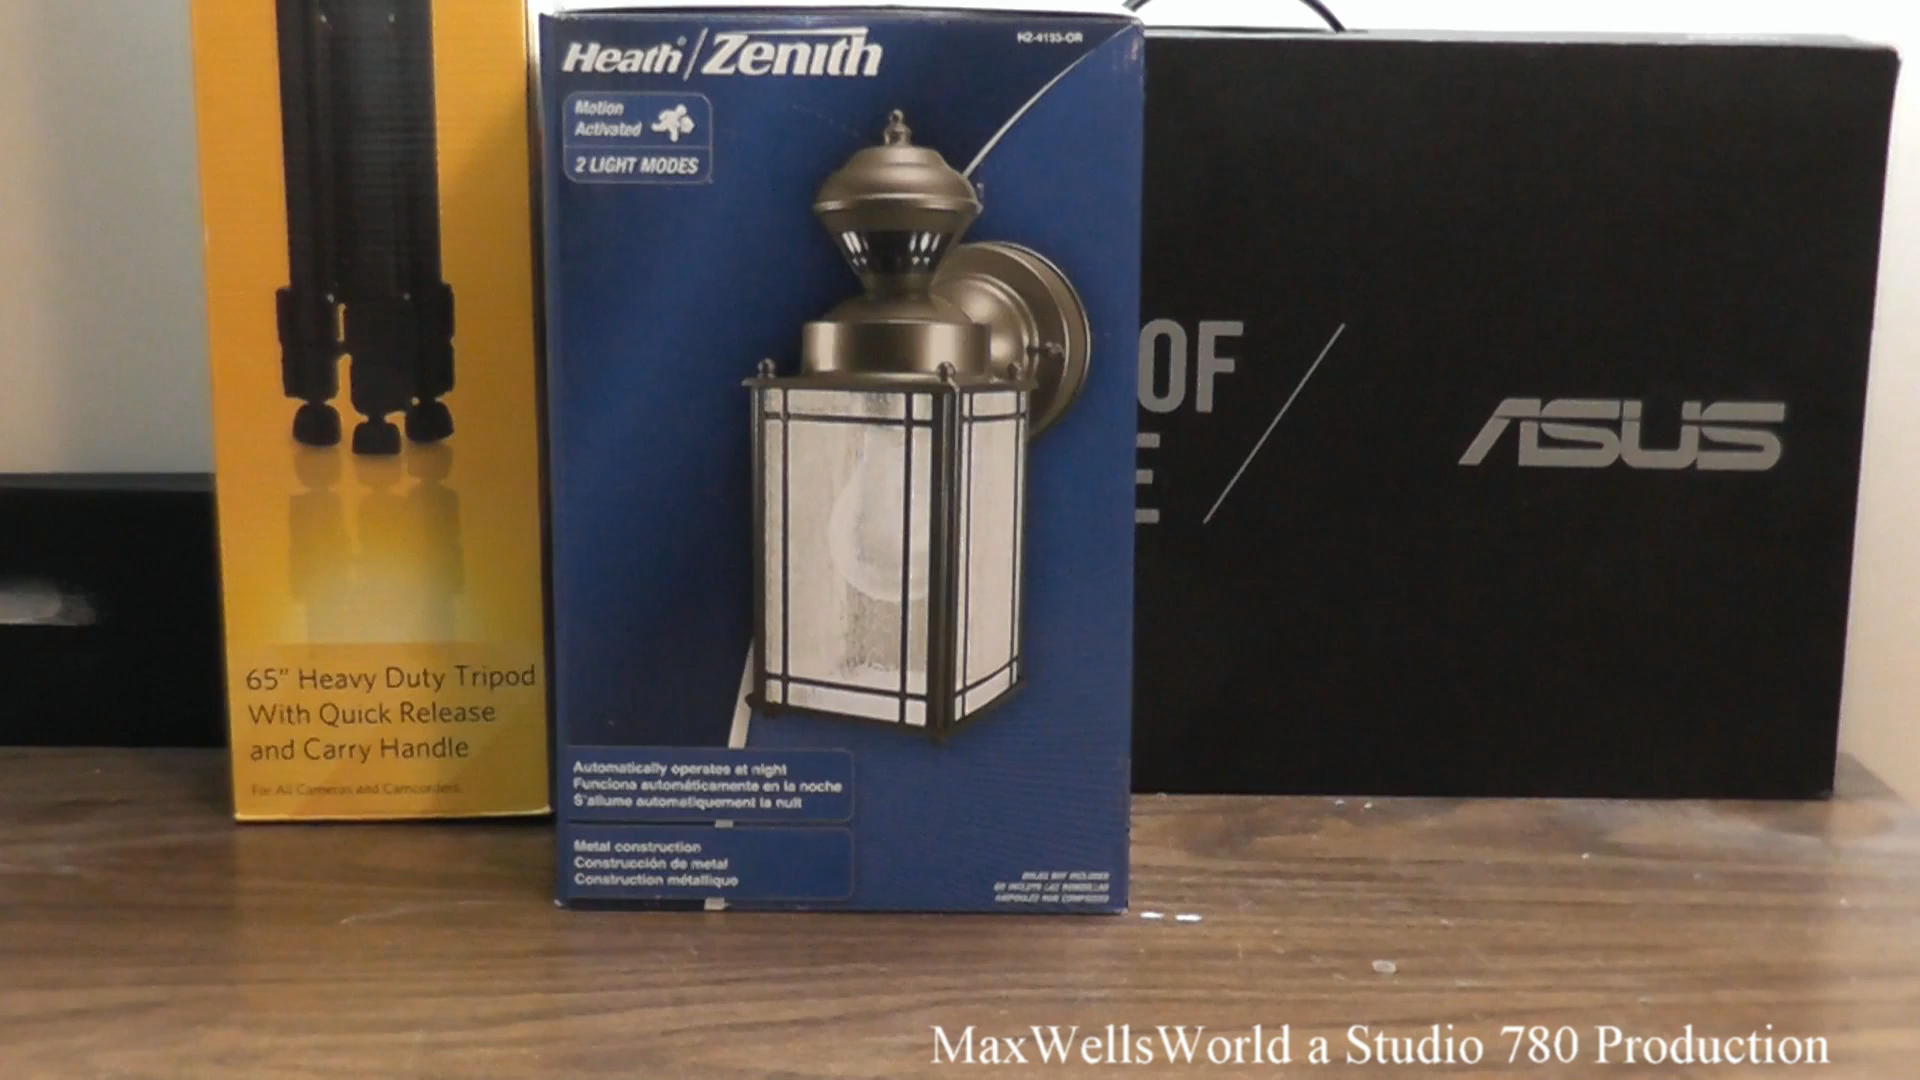 Heath®/Zenith
HZ-4133-OR
Motion
Activated
2 LIGHT MODES
OF
E
ASUS
65" Heavy Duty Tripod
With Quick Release
and Carry Handle
For All Cameras and Camcorders
Automatically operates at night
Funciona automáticamente en la noche
S'allume automatiquement la nuit
Metal construction
Construcción de metal
Construction métallique
MaxWellsWorld a Studio 780 Production